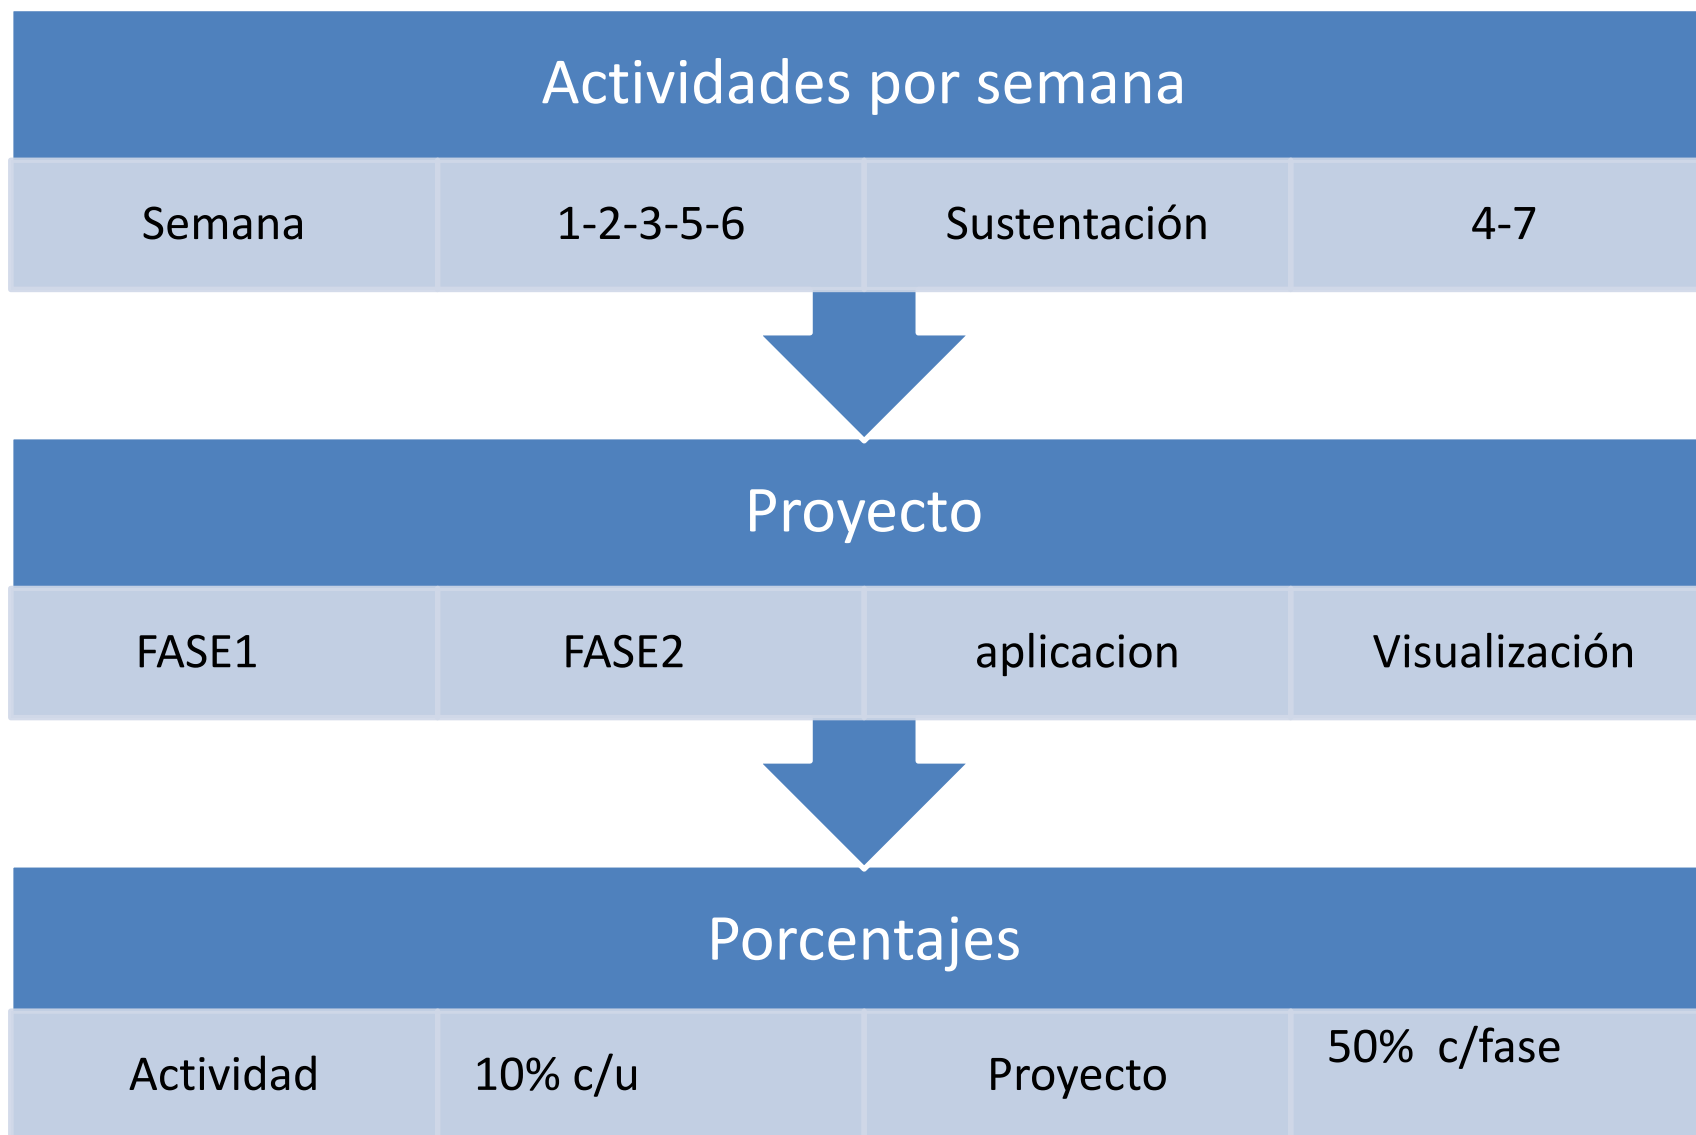 Actividades por semana
Semana 1-2-3-5-6 Sustentación 4-7
Proyecto
FASE1 FASE2 aplicacion Visualización
Porcentajes
Actividad 10% c/u Proyecto 50% c/fase